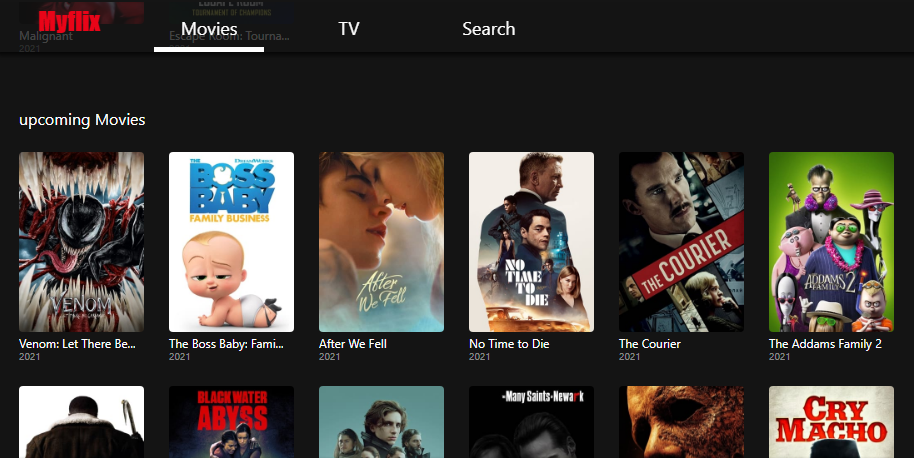 Myflix
Movies
TV
Search
TOURNAMENT OF CHAMPIONS
Malignant
Escape Room: Tourna...
2021
upcoming Movies
VENOM
THE
DREAMWORKS
BOSS
BABY
FAMILY BUSINESS
After
We Fell
NO
TIME
TO DIE
THE COURIER
THE
ADDAMS
FAMILY 2
Venom: Let There Be...
2021
The Boss Baby: Fami...
2021
After We Fell
2021
No Time to Die
2021
The Courier
2021
The Addams Family 2
2021
BLACK WATER
ABYSS
Many Saints
Newark
CRY
MACHO